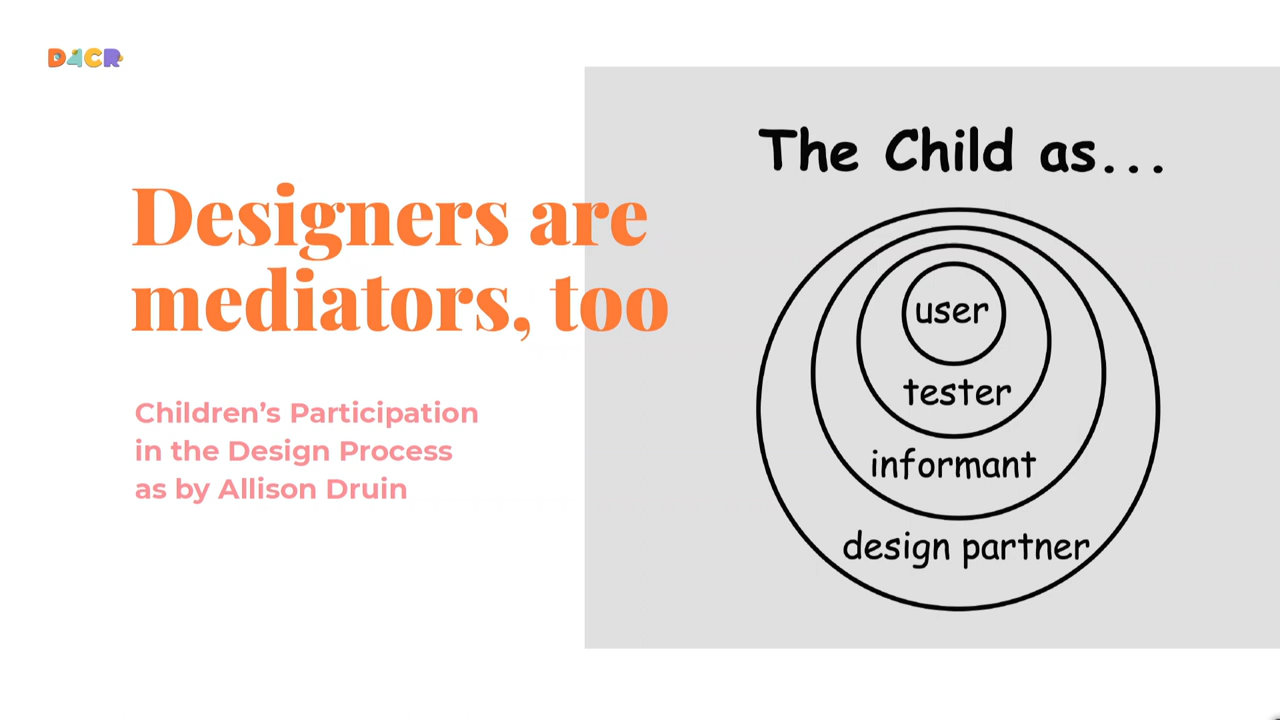 D4CR
Designers are
mediators, too
Children’s Participation
in the Design Process
as by Allison Druin
The Child as...
user
tester
informant
design partner